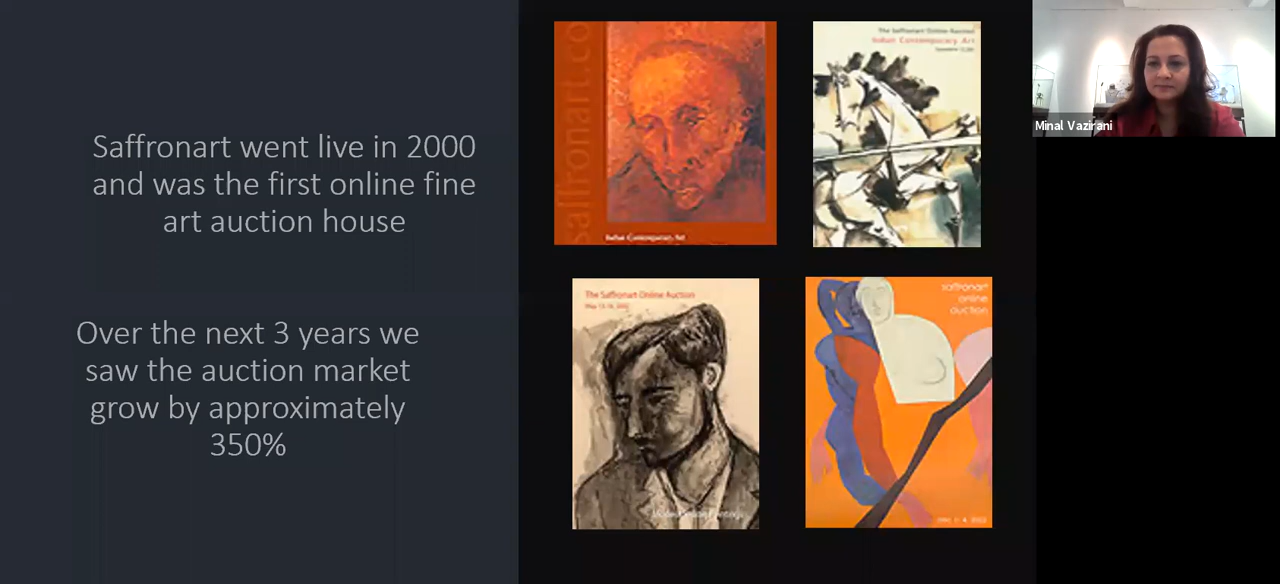 Saffronart went live in 2000
and was the first online fine
art auction house
Over the next 3 years we
saw the auction market
grow by approximately
350%
saffronart.co
Indian Contemporary Art
The Saffronart Online Auction
Indian Contemporary Art
The Saffronart Online Auction
saffronart
online
auction
Minal Vazirani